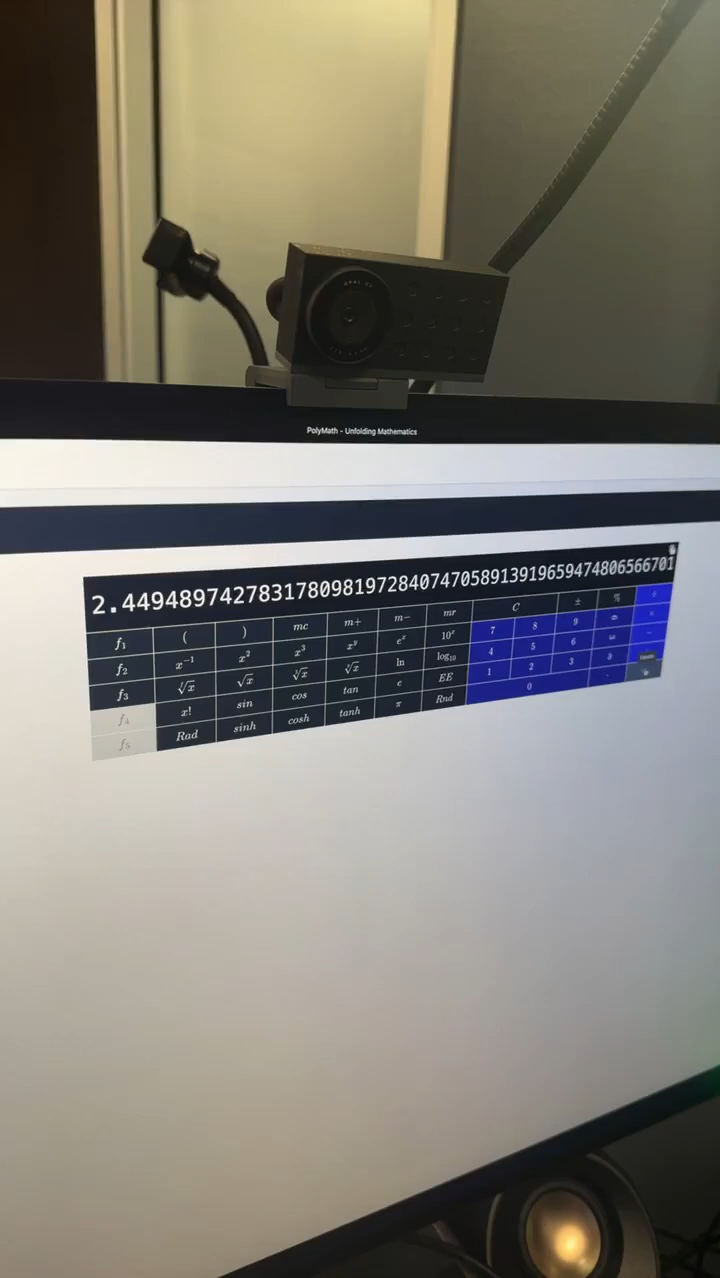 PolyMath - Unfolding Mathematics
2.4494897427831780981972840747058913919659474806566701
f₁ ( ) mc m+ m− mr C ± % ÷
f₂ x⁻¹ x² x³ xʸ eˣ 10ˣ 7 8 9 ×
f₃ √x ∛x ln log₁₀ 4 5 6 −
f₄ x! sin cos tan e EE 1 2 3
f₅ Rad sinh cosh tanh π Rnd 0 .